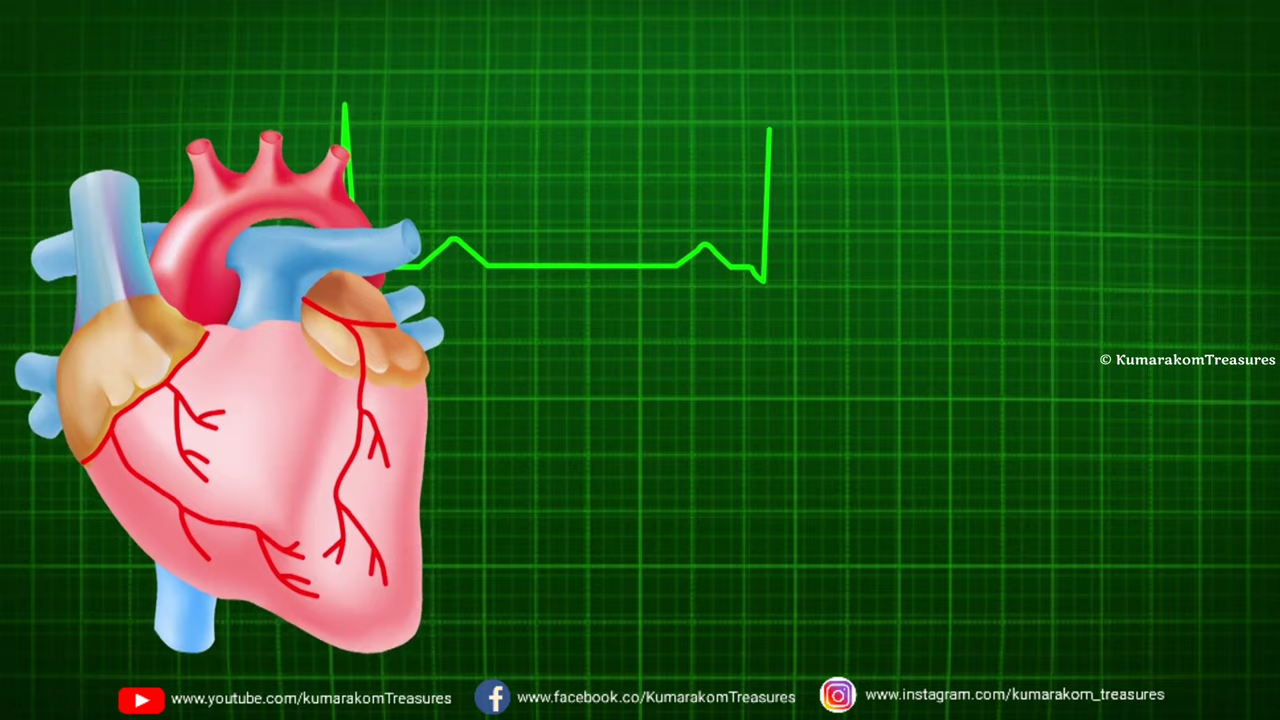 © KumarakomTreasures
www.youtube.com/kumarakomTreasures
www.facebook.co/KumarakomTreasures
www.instagram.com/kumarakom_treasures